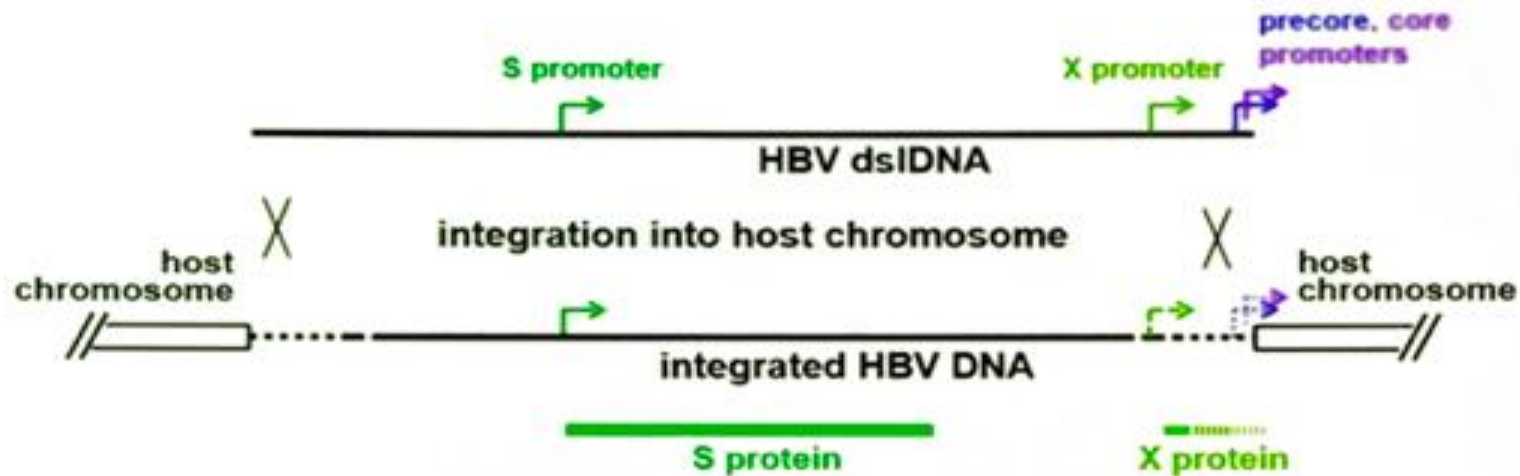 precore, core
promoters
S promoter
X promoter
HBV dslDNA
integration into host chromosome
host
chromosome
host
chromosome
integrated HBV DNA
S protein
X protein